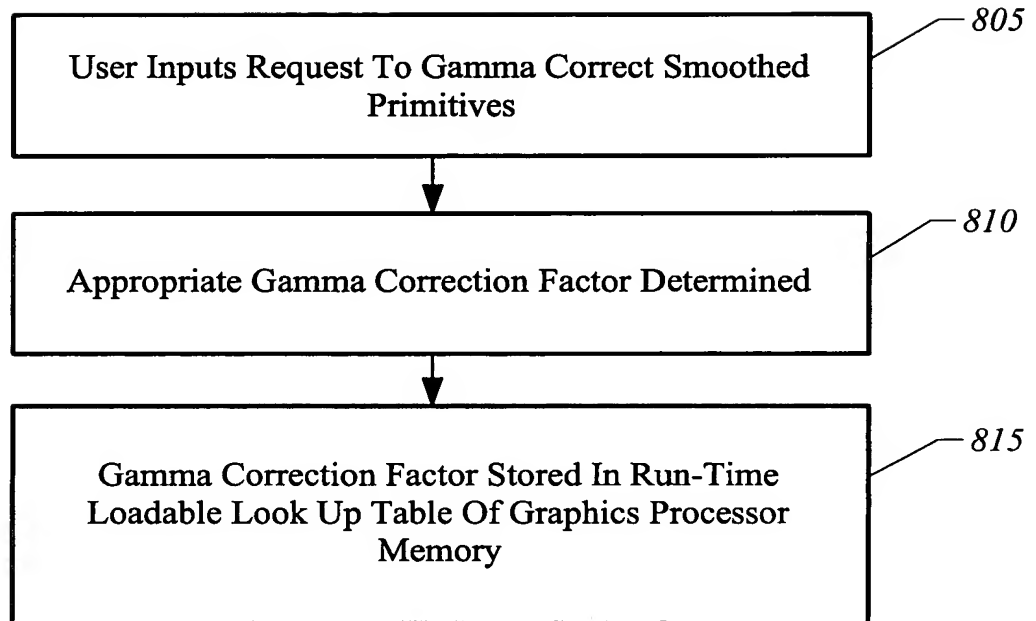 805
User Inputs Request To Gamma Correct Smoothed
Primitives
810
Appropriate Gamma Correction Factor Determined
815
Gamma Correction Factor Stored In Run-Time
Loadable Look Up Table Of Graphics Processor
Memory